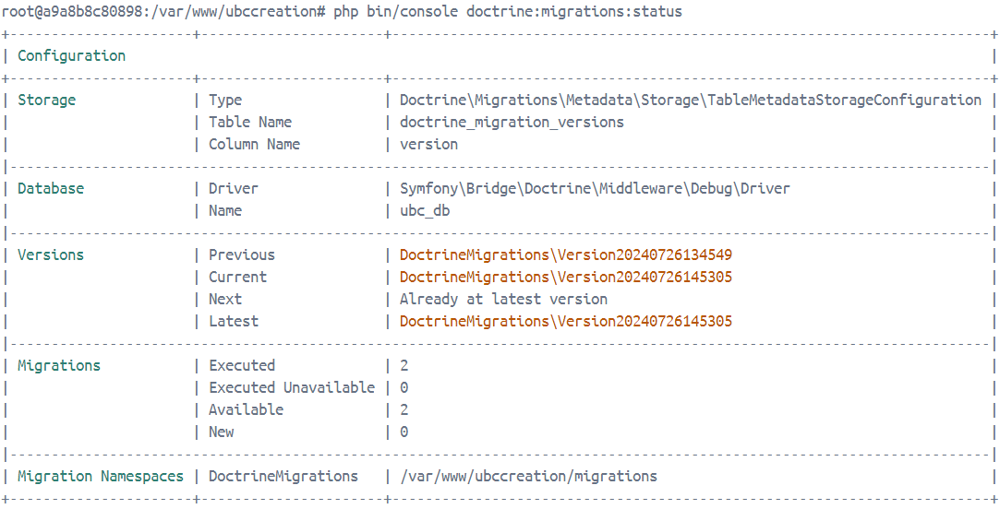 root@a9a8b8c80898:/var/www/ubccreation# php bin/console doctrine:migrations:status
+----------------------+----------------------+------------------------------------------------------------------------+
| Configuration                                                                                                        |
+----------------------+----------------------+------------------------------------------------------------------------+
| Storage              | Type                 | Doctrine\Migrations\Metadata\Storage\TableMetadataStorageConfiguration |
|                      | Table Name           | doctrine_migration_versions                                            |
|                      | Column Name          | version                                                                |
|----------------------------------------------------------------------------------------------------------------------|
| Database             | Driver               | Symfony\Bridge\Doctrine\Middleware\Debug\Driver                        |
|                      | Name                 | ubc_db                                                                 |
|----------------------------------------------------------------------------------------------------------------------|
| Versions             | Previous             | DoctrineMigrations\Version20240726134549                               |
|                      | Current              | DoctrineMigrations\Version20240726145305                               |
|                      | Next                 | Already at latest version                                              |
|                      | Latest               | DoctrineMigrations\Version20240726145305                               |
|----------------------------------------------------------------------------------------------------------------------|
| Migrations           | Executed             | 2                                                                      |
|                      | Executed Unavailable | 0                                                                      |
|                      | Available            | 2                                                                      |
|                      | New                  | 0                                                                      |
|----------------------------------------------------------------------------------------------------------------------|
| Migration Namespaces | DoctrineMigrations   | /var/www/ubccreation/migrations                                        |
+----------------------+----------------------+------------------------------------------------------------------------+